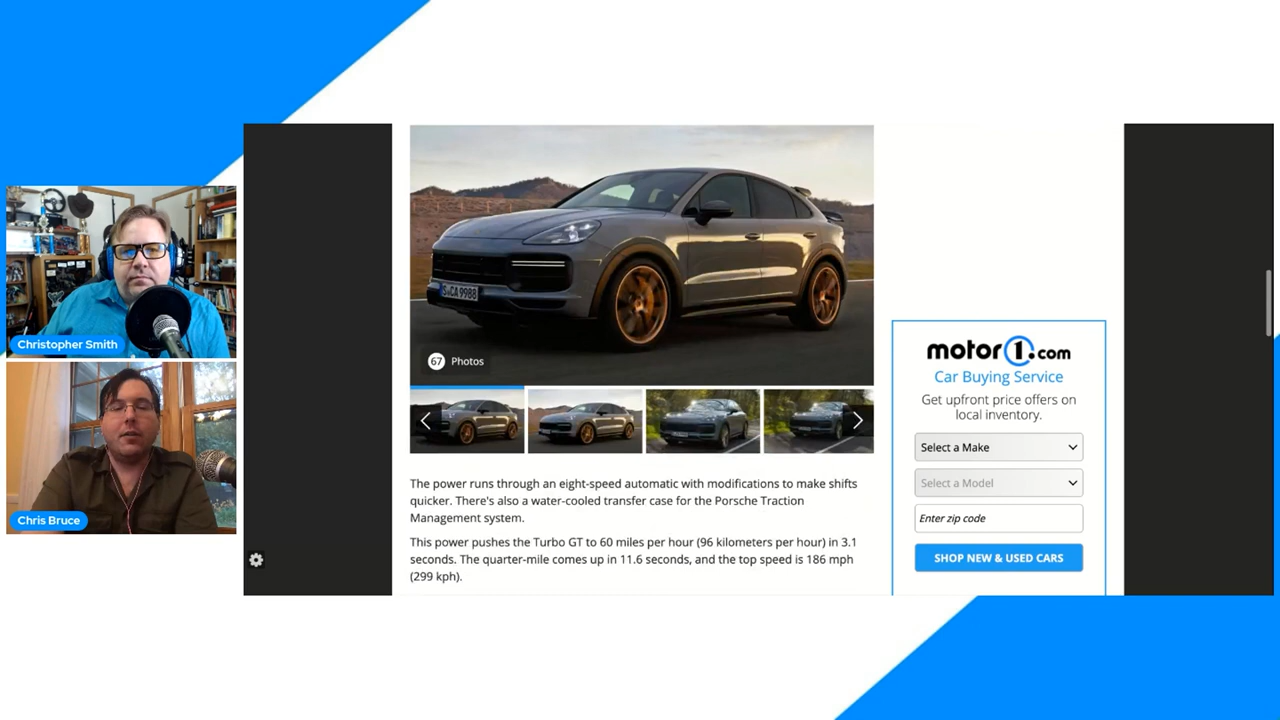 Christopher Smith
Chris Bruce
S CA 9988
67 Photos
The power runs through an eight-speed automatic with modifications to make shifts
quicker. There's also a water-cooled transfer case for the Porsche Traction
Management system.
This power pushes the Turbo GT to 60 miles per hour (96 kilometers per hour) in 3.1
seconds. The quarter-mile comes up in 11.6 seconds, and the top speed is 186 mph
(299 kph).
motor1.com
Car Buying Service
Get upfront price offers on
local inventory.
Select a Make
Select a Model
Enter zip code
SHOP NEW & USED CARS